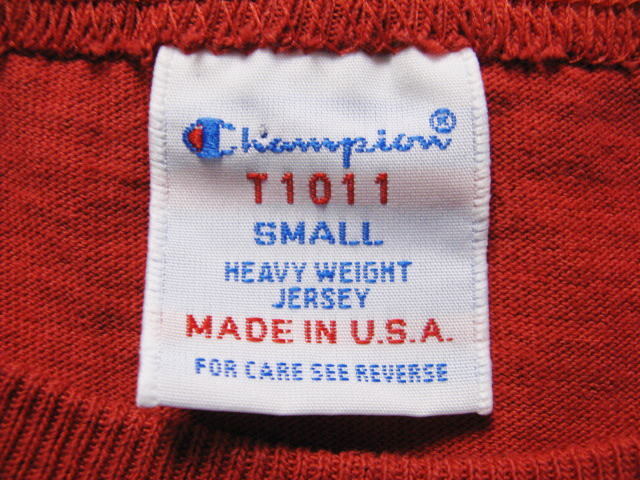 Champion®
T1011
SMALL
HEAVY WEIGHT
JERSEY
MADE IN U.S.A.
FOR CARE SEE REVERSE